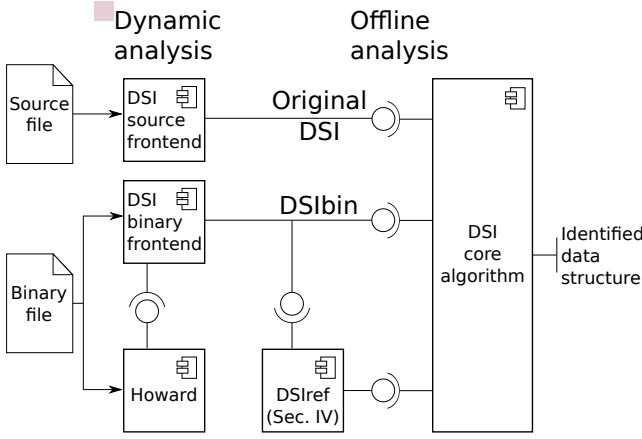 Dynamic
analysis
Offline
analysis
Source
file
DSI
source
frontend
Original
DSI
DSI
binary
frontend
DSIbin
DSI
core
algorithm
Identified
data
structure
Binary
file
Howard
DSIref
(Sec. IV)